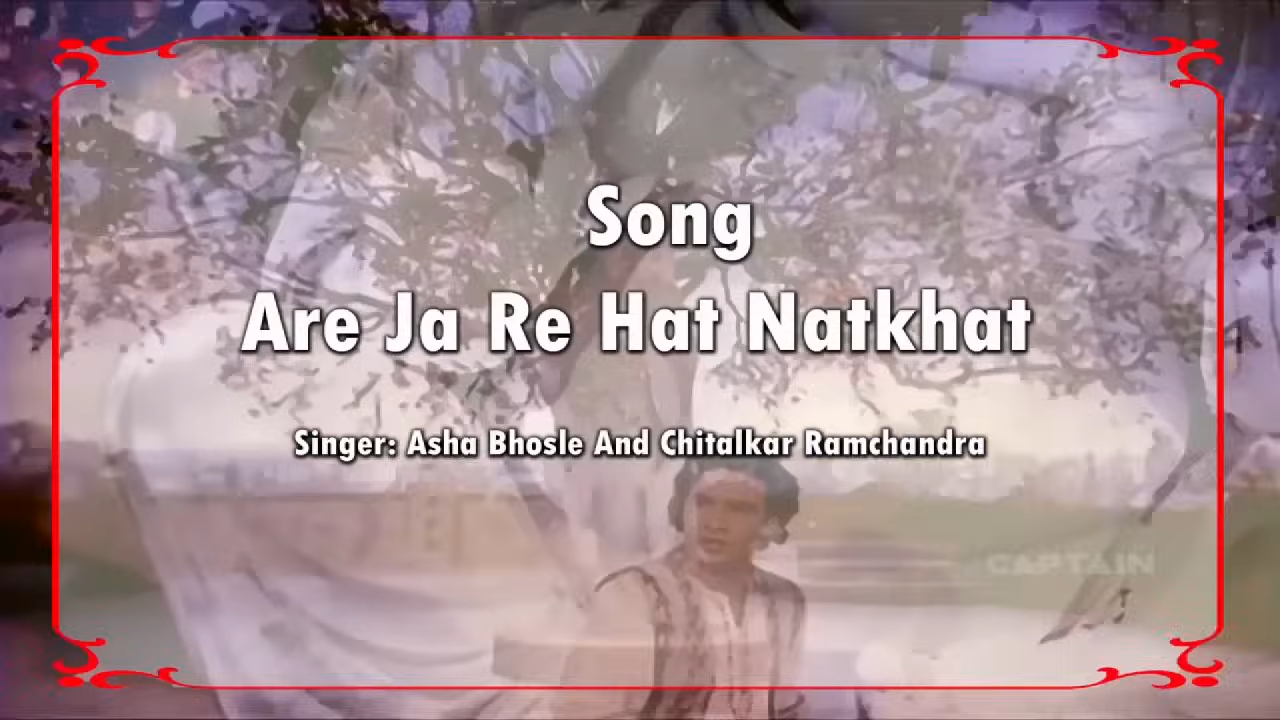 Song
Are Ja Re Hat Natkhat
Singer: Asha Bhosle And Chitalkar Ramchandra
CAPTAIN